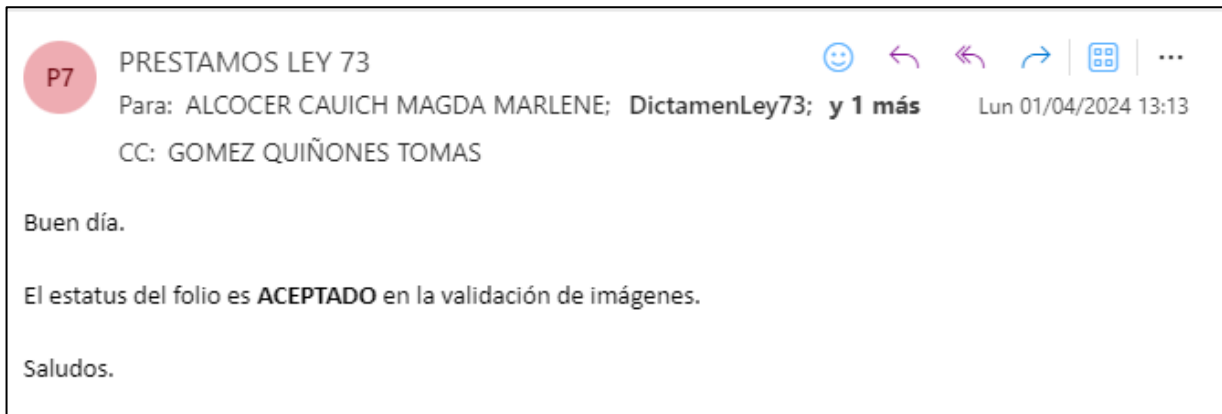 P7
PRESTAMOS LEY 73
Para: ALCOCER CAUICH MAGDA MARLENE; DictamenLey73; y 1 más Lun 01/04/2024 13:13
CC: GOMEZ QUIÑONES TOMAS
Buen día.
El estatus del folio es ACEPTADO en la validación de imágenes.
Saludos.